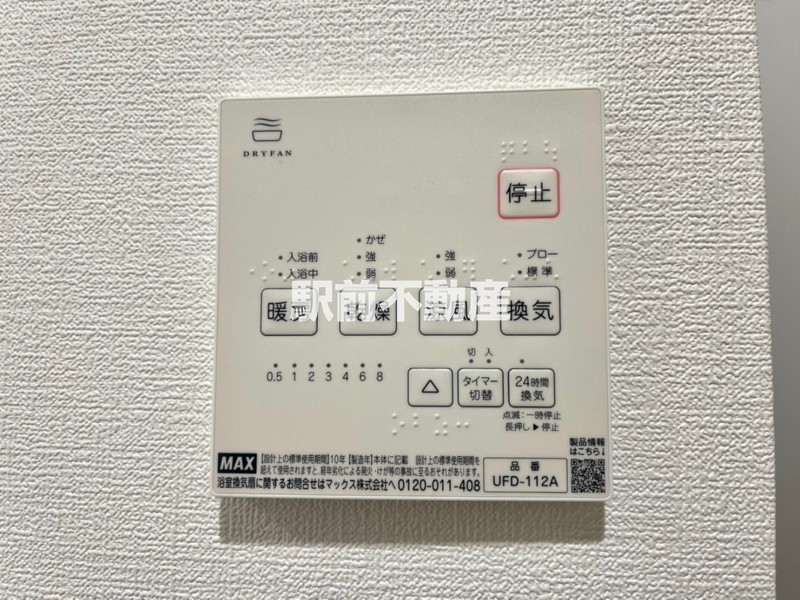 DRYFAN
停止
かぜ
入浴前 強 強 ブロー
入浴中 弱 弱 標準
暖房 乾燥 涼風 換気
駅前不動産
切 入
0.5 1 2 3 4 6 8
△ タイマー切替 24時間換気
点滅:一時停止
長押し▶停止
製品情報
はこちら↓
MAX
【設計上の標準使用期間】10年 【製造年】本体に記載 設計上の標準使用期間を
超えて使用されますと、経年劣化による発火・けが等の事故に至るおそれがあります。
浴室換気扇に関するお問合せはマックス株式会社へ 0120-011-408
品番
UFD-112A